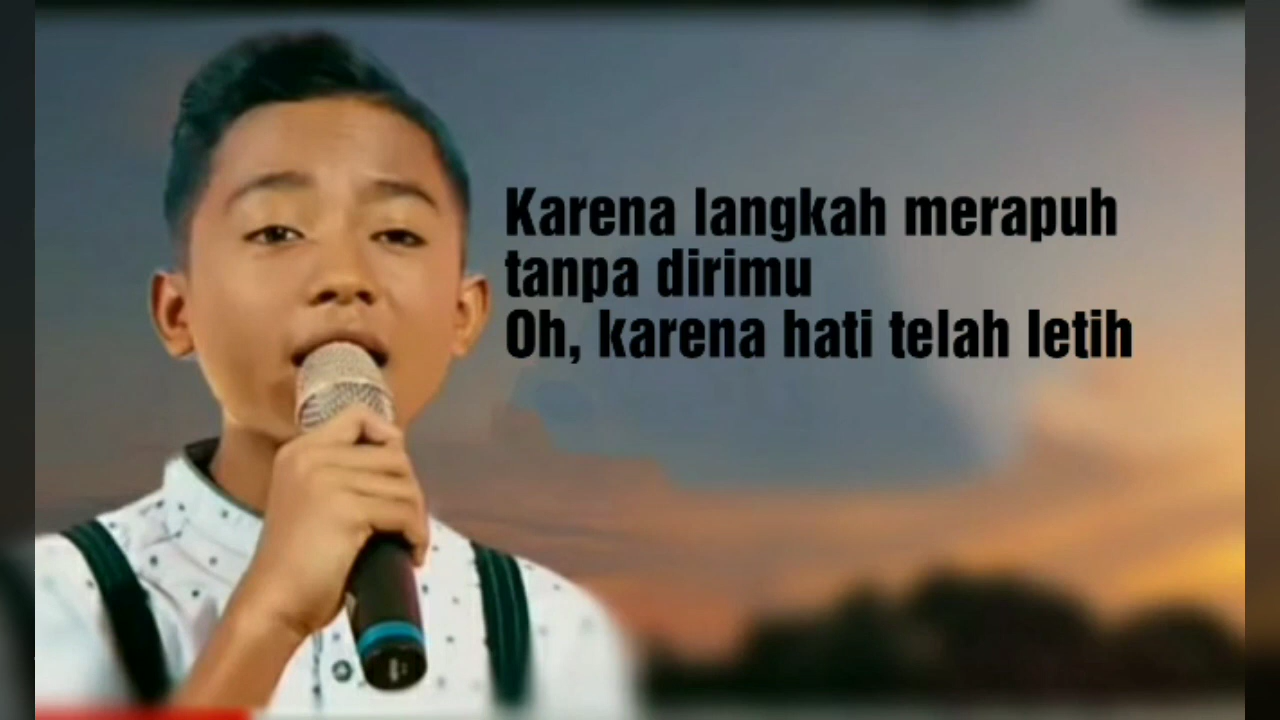 Karena langkah merapuh
tanpa dirimu
Oh, karena hati telah letih